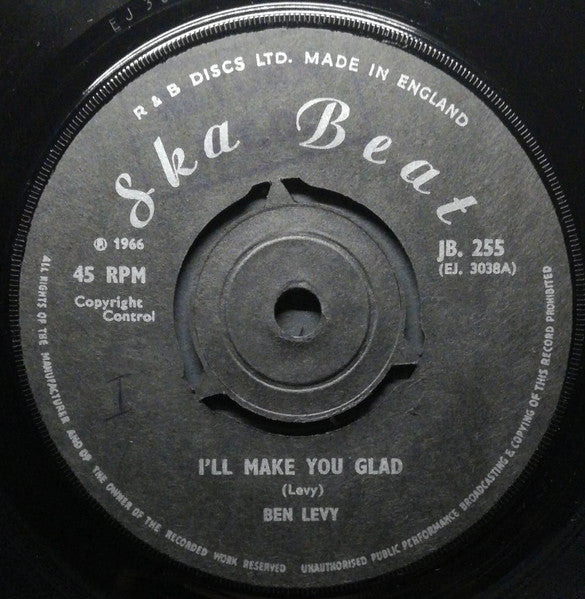 EJ 3
R & B DISCS LTD. MADE IN ENGLAND
Ska Beat
℗ 1966
45 RPM
Copyright
Control
JB. 255
(EJ. 3038A)
I
I'LL MAKE YOU GLAD
(Levy)
BEN LEVY
ALL RIGHTS OF THE MANUFACTURER AND OF THE OWNER OF THE RECORDED WORK RESERVED UNAUTHORISED PUBLIC PERFORMANCE BROADCASTING & COPYING OF THIS RECORD PROHIBITED